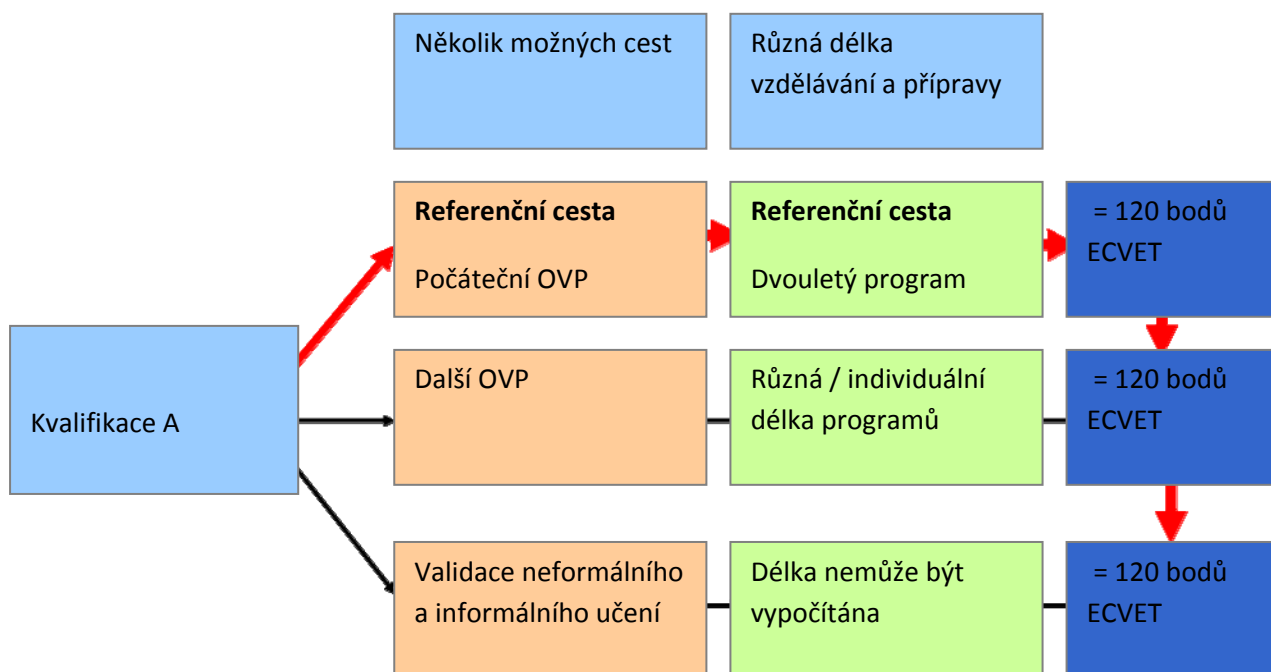 Několik možných cest
Různá délka
vzdělávání a přípravy
Referenční cesta
Počáteční OVP
Referenční cesta
Dvouletý program
= 120 bodů
ECVET
Kvalifikace A
Další OVP
Různá / individuální
délka programů
= 120 bodů
ECVET
Validace neformálního
a informálního učení
Délka nemůže být
vypočítána
= 120 bodů
ECVET